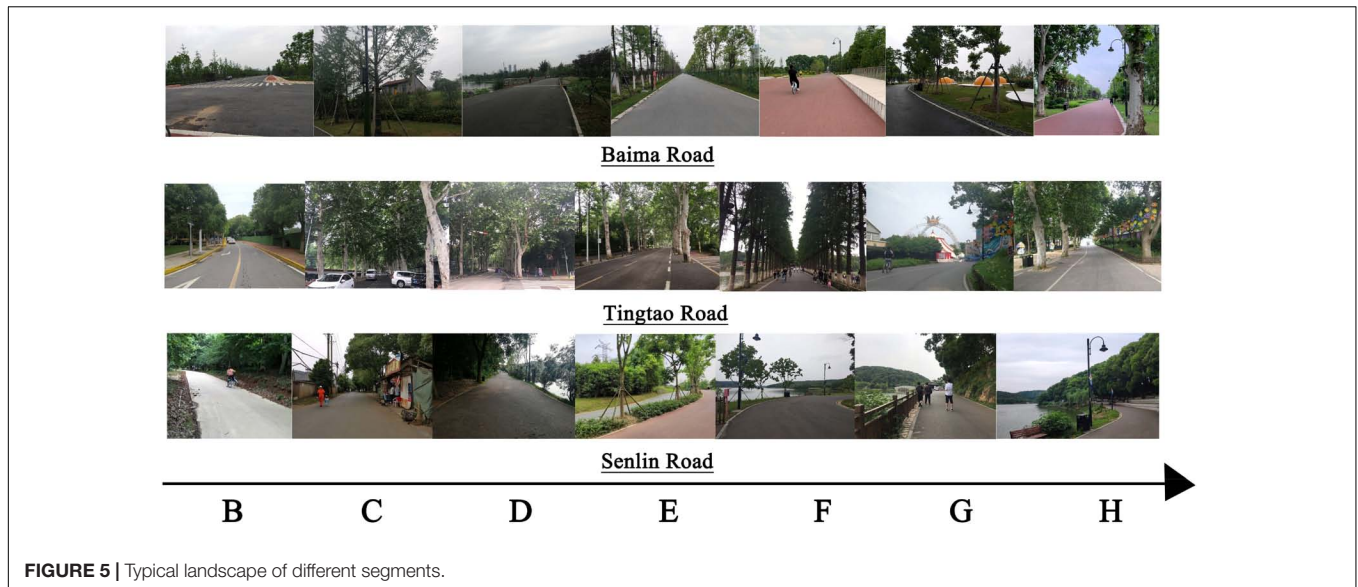 Baima Road
Tingtao Road
Senlin Road
B C D E F G H
FIGURE 5 | Typical landscape of different segments.